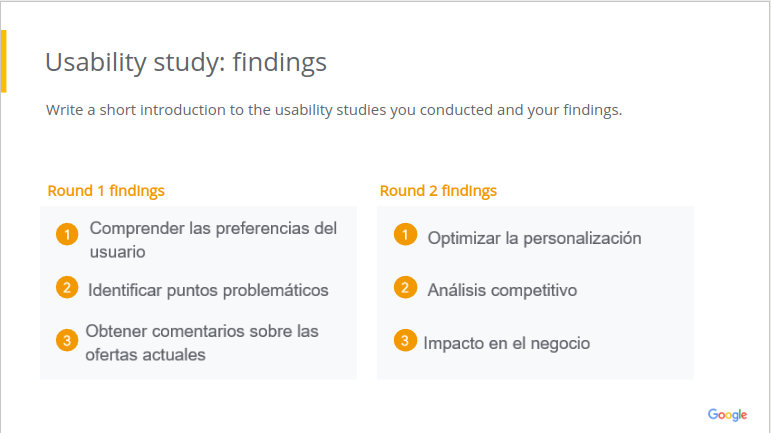 Usability study: findings
Write a short introduction to the usability studies you conducted and your findings.
Round 1 findings
1 Comprender las preferencias del
usuario
2 Identificar puntos problemáticos
3 Obtener comentarios sobre las
ofertas actuales
Round 2 findings
1 Optimizar la personalización
2 Análisis competitivo
3 Impacto en el negocio
Google